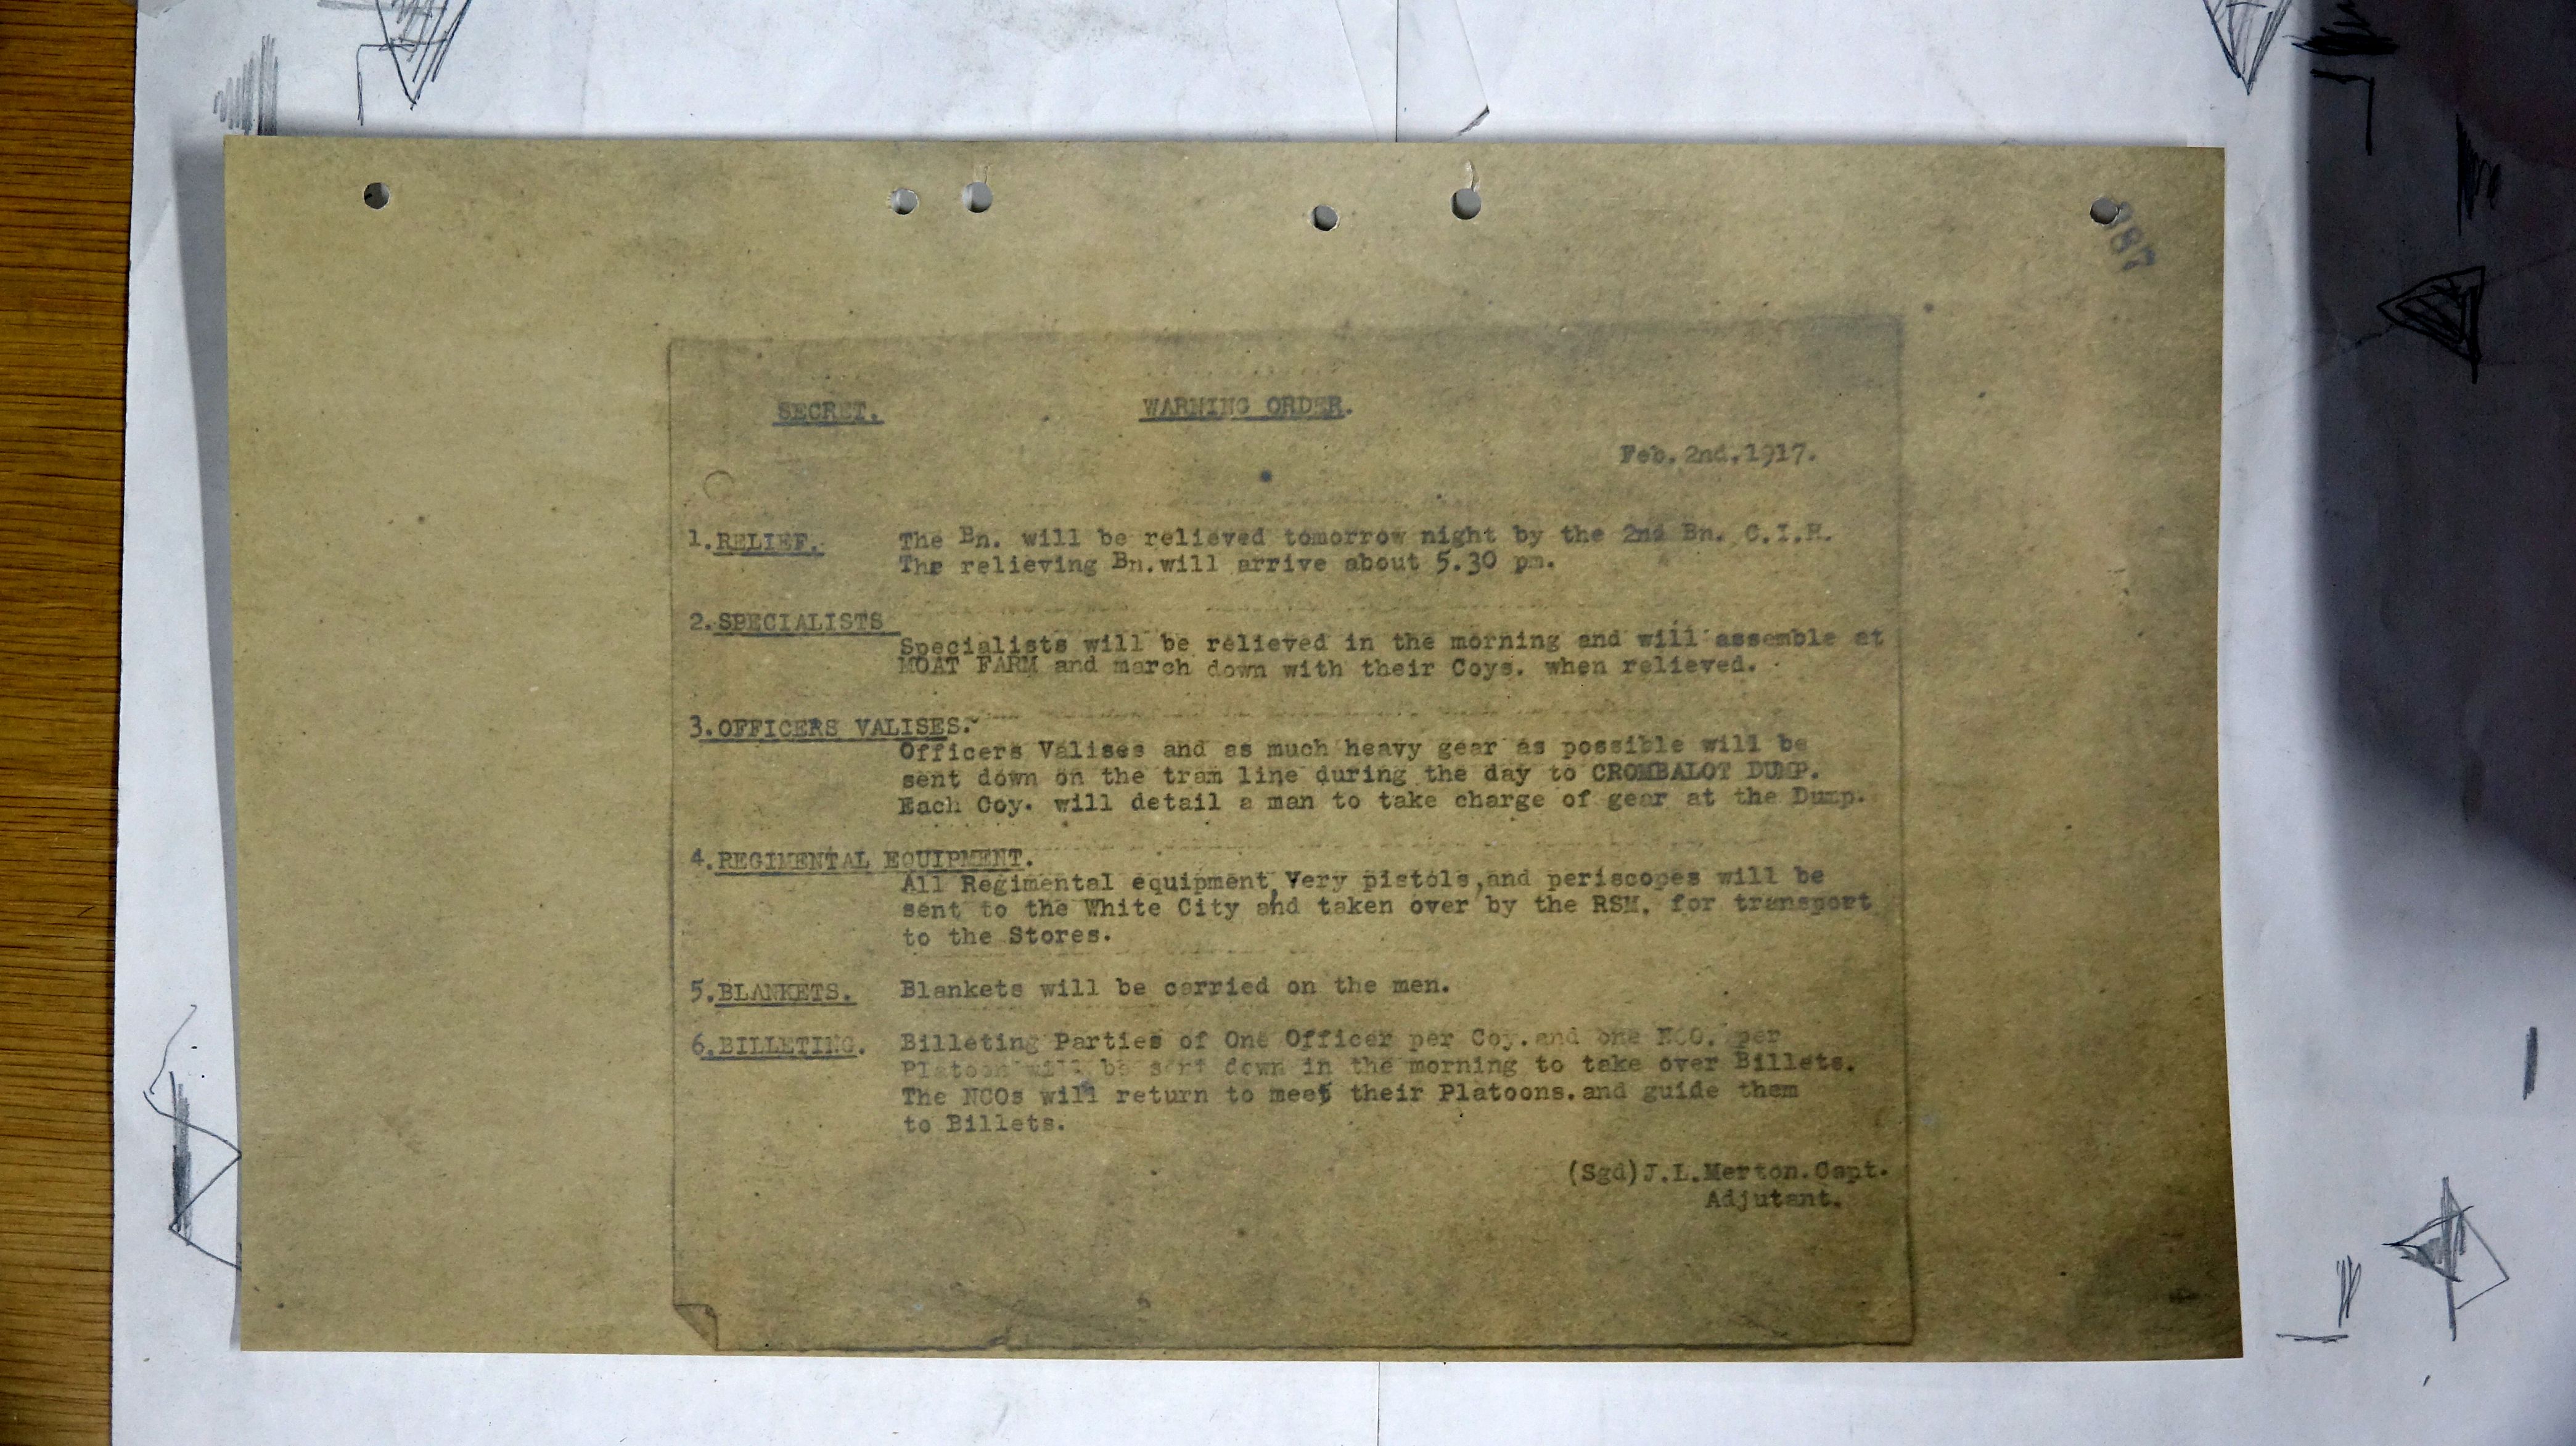 987
SECRET. WARNING ORDER.
Feb. 2nd. 1917.
1. RELIEF. The Bn. will be relieved tomorrow night by the 2nd Bn. C.I.R.
The relieving Bn. will arrive about 5.30 pm.
2. SPECIALISTS
Specialists will be relieved in the morning and will assemble at
MOAT FARM and march down with their Coys. when relieved.
3. OFFICERS VALISES.
Officers Valises and as much heavy gear as possible will be
sent down on the tram line during the day to CROMBALOT DUMP.
Each Coy. will detail a man to take charge of gear at the Dump.
4. REGIMENTAL EQUIPMENT.
All Regimental equipment, Very pistols, and periscopes will be
sent to the White City and taken over by the RSM. for transport
to the Stores.
5. BLANKETS. Blankets will be carried on the men.
6. BILLETING. Billeting Parties of One Officer per Coy. and one NCO. per
Platoon will be sent down in the morning to take over Billets.
The NCOs will return to meet their Platoons. and guide them
to Billets.
(Sgd) J.L. Merton. Capt.
Adjutant.